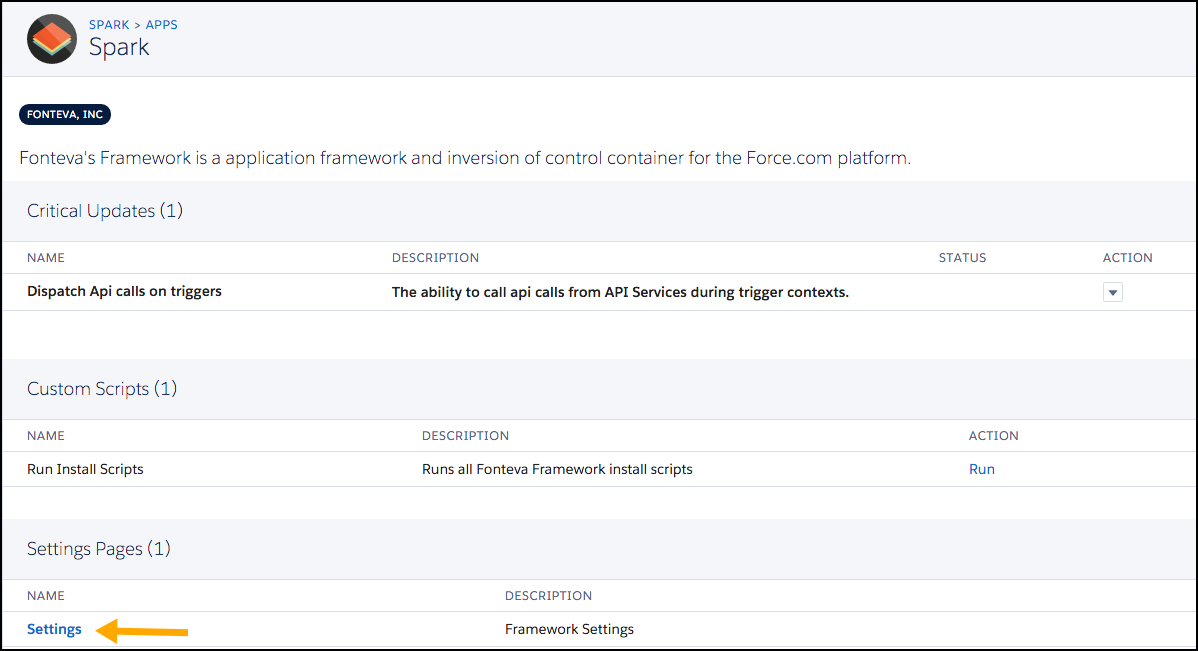 SPARK > APPS
Spark
FONTEVA, INC
Fonteva's Framework is a application framework and inversion of control container for the Force.com platform.
Critical Updates (1)
NAME DESCRIPTION STATUS ACTION
Dispatch Api calls on triggers The ability to call api calls from API Services during trigger contexts.
Custom Scripts (1)
NAME DESCRIPTION ACTION
Run Install Scripts Runs all Fonteva Framework install scripts Run
Settings Pages (1)
NAME DESCRIPTION
Settings Framework Settings